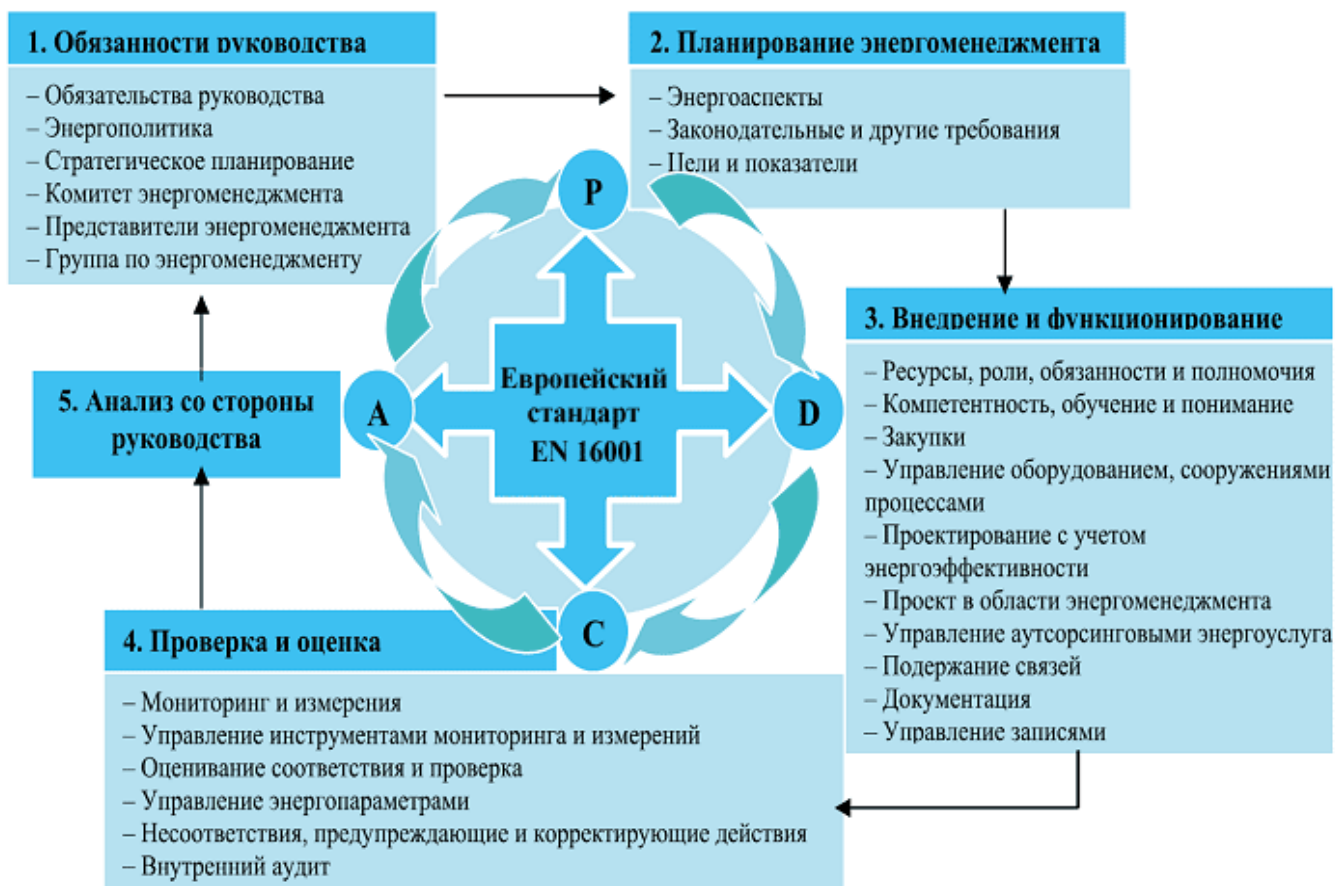 1. Обязанности руководства
– Обязательства руководства
– Энергополитика
– Стратегическое планирование
– Комитет энергоменеджмента
– Представители энергоменеджмента
– Группа по энергоменеджменту
2. Планирование энергоменеджмента
– Энергоаспекты
– Законодательные и другие требования
– Цели и показатели
P
D
C
A
Европейский
стандарт
EN 16001
3. Внедрение и функционирование
– Ресурсы, роли, обязанности и полномочия
– Компетентность, обучение и понимание
– Закупки
– Управление оборудованием, сооружениями
процессами
– Проектирование с учетом
энергоэффективности
– Проект в области энергоменеджмента
– Управление аутсорсинговыми энергоуслуга
– Подержание связей
– Документация
– Управление записями
4. Проверка и оценка
– Мониторинг и измерения
– Управление инструментами мониторинга и измерений
– Оценивание соответствия и проверка
– Управление энергопараметрами
– Несоответствия, предупреждающие и корректирующие действия
– Внутренний аудит
5. Анализ со стороны
руководства